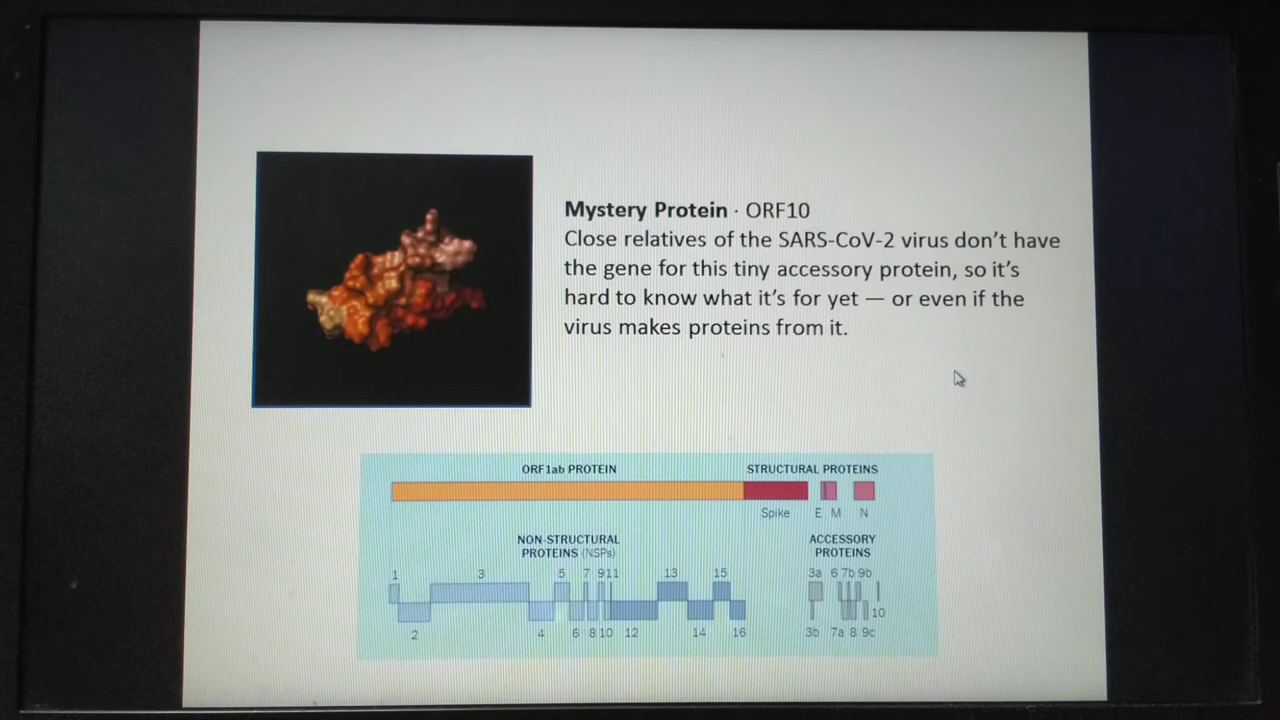 Mystery Protein · ORF10
Close relatives of the SARS-CoV-2 virus don't have
the gene for this tiny accessory protein, so it's
hard to know what it's for yet — or even if the
virus makes proteins from it.
ORF1ab PROTEIN
STRUCTURAL PROTEINS
Spike E M N
NON-STRUCTURAL
PROTEINS (NSPs)
ACCESSORY
PROTEINS
1 3 5 7 9 11 13 15
3a 6 7b 9b
10
2 4 6 8 10 12 14 16
3b 7a 8 9c